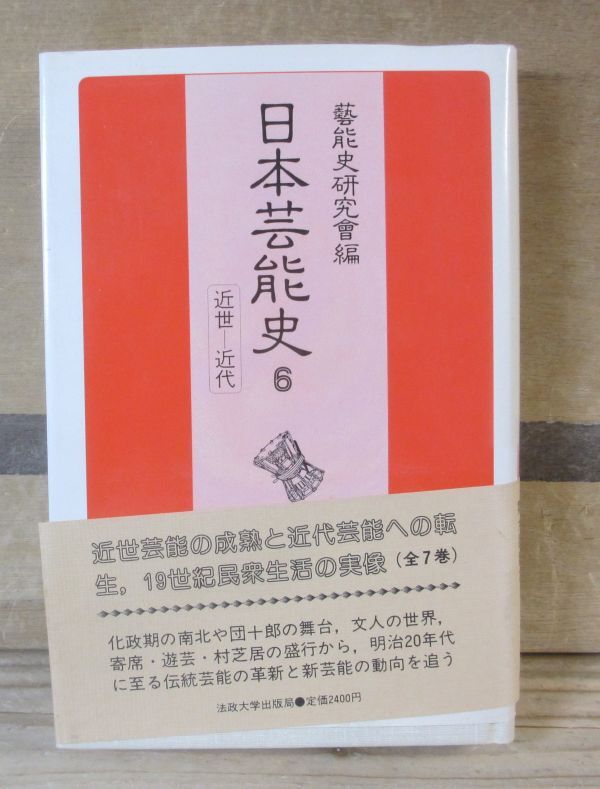 藝能史研究會編
日本芸能史 6
近世―近代
近世芸能の成熟と近代芸能への転
生，19世紀民衆生活の実像（全7巻）
化政期の南北や団十郎の舞台，文人の世界，
寄席・遊芸・村芝居の盛行から，明治20年代
に至る伝統芸能の革新と新芸能の動向を追う
法政大学出版局●定価2400円